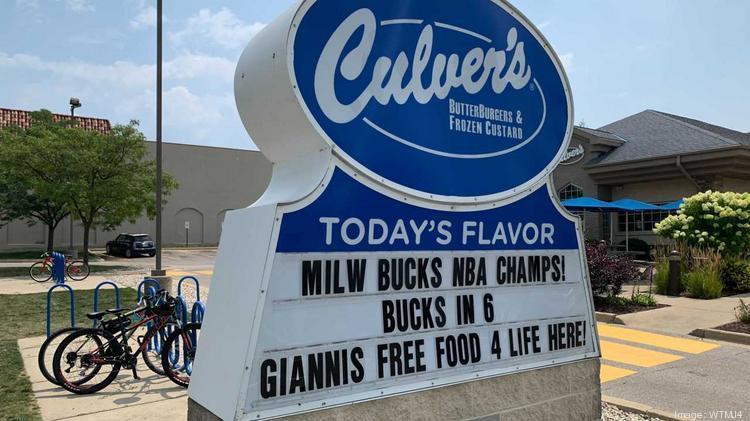 Culver's
BUTTERBURGERS &
FROZEN CUSTARD
TODAY'S FLAVOR
MILW BUCKS NBA CHAMPS!
BUCKS IN 6
GIANNIS FREE FOOD 4 LIFE HERE!
Culver's
Image: WTMJ4